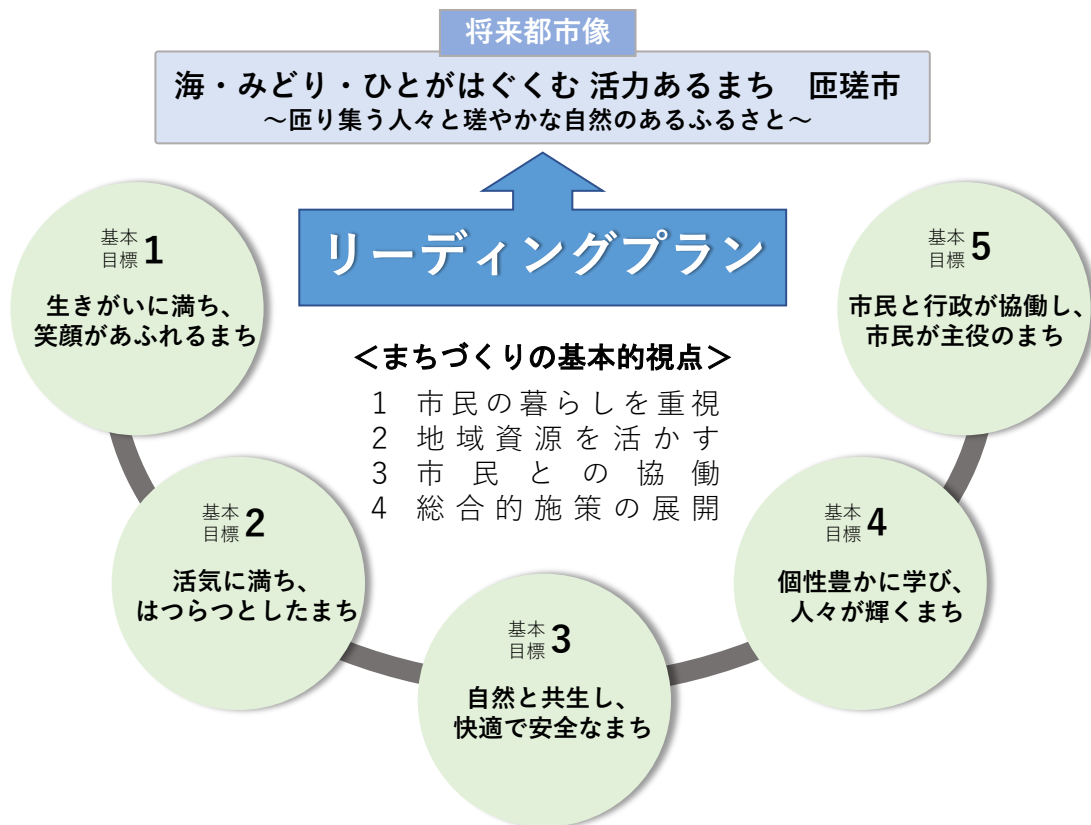 将来都市像
海・みどり・ひとがはぐくむ 活力あるまち　匝瑳市
～匝り集う人々と瑳やかな自然のあるふるさと～
リーディングプラン
基本目標 1
生きがいに満ち、
笑顔があふれるまち
基本目標 2
活気に満ち、
はつらつとしたまち
基本目標 3
自然と共生し、
快適で安全なまち
基本目標 4
個性豊かに学び、
人々が輝くまち
基本目標 5
市民と行政が協働し、
市民が主役のまち
＜まちづくりの基本的視点＞
1　市民の暮らしを重視
2　地域資源を活かす
3　市民との協働
4　総合的施策の展開